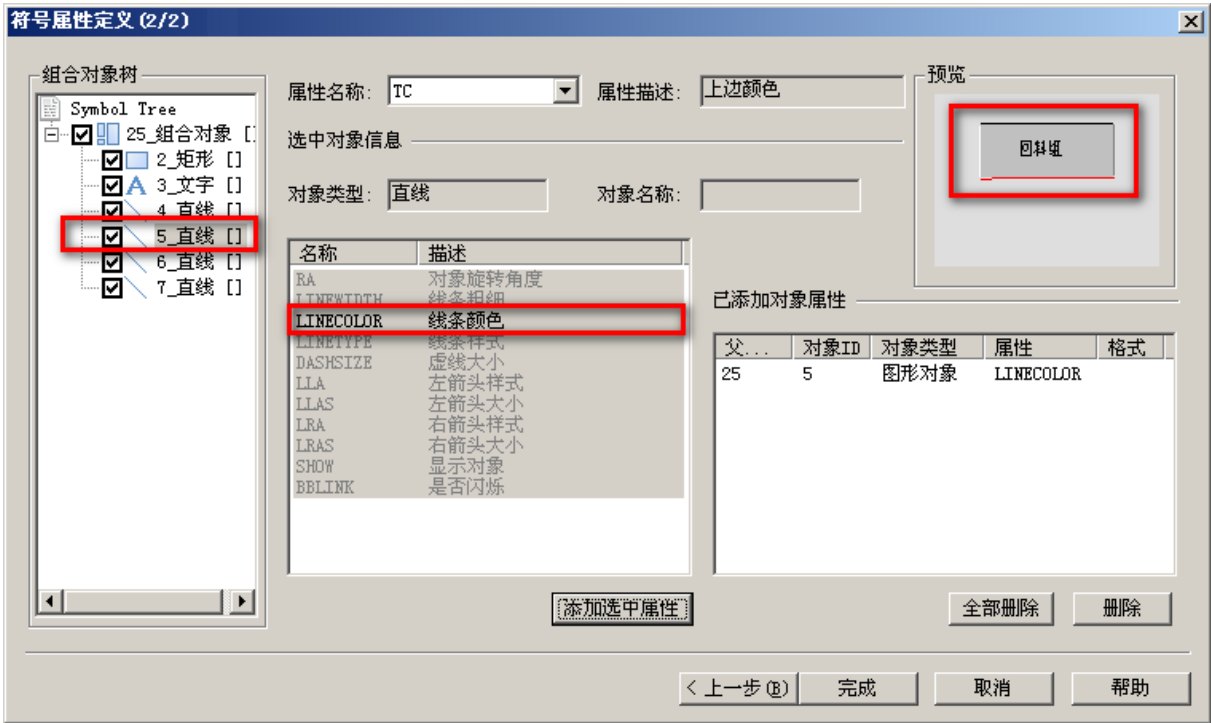 符号属性定义(2/2)
组合对象树
Symbol Tree
25_组合对象 []
2_矩形 []
3_文字 []
4_直线 []
5_直线 []
6_直线 []
7_直线 []
属性名称: TC
属性描述: 上边颜色
选中对象信息
对象类型: 直线
对象名称:
名称 描述
RA 对象旋转角度
LINEWIDTH 线条粗细
LINECOLOR 线条颜色
LINETYPE 线条样式
DASHSIZE 虚线大小
LLA 左箭头样式
LLAS 左箭头大小
LRA 右箭头样式
LRAS 右箭头大小
SHOW 显示对象
BBLINK 是否闪烁
添加选中属性
预览
回料组
已添加对象属性
父... 对象ID 对象类型 属性 格式
25 5 图形对象 LINECOLOR
全部删除 删除
< 上一步(B) 完成 取消 帮助